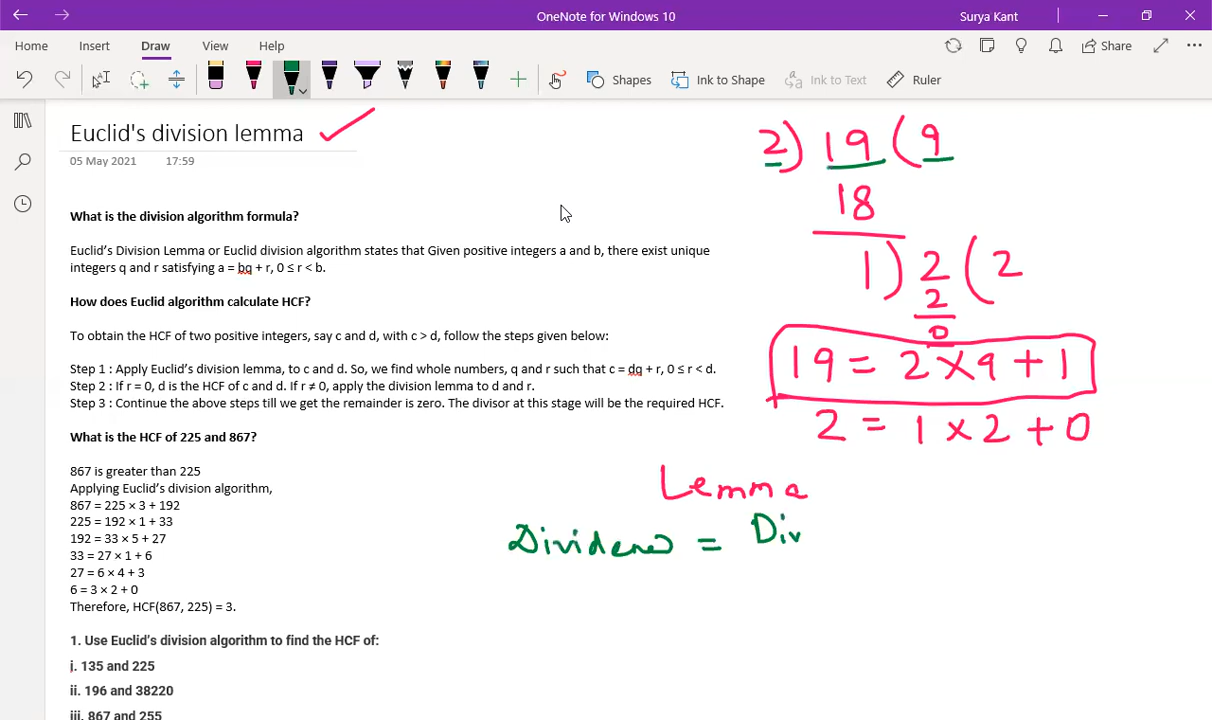 OneNote for Windows 10
Surya Kant
Home Insert Draw View Help
Share
Shapes Ink to Shape Ink to Text Ruler
Euclid's division lemma
05 May 2021 17:59
What is the division algorithm formula?
Euclid's Division Lemma or Euclid division algorithm states that Given positive integers a and b, there exist unique
integers q and r satisfying a = bq + r, 0 ≤ r < b.
How does Euclid algorithm calculate HCF?
To obtain the HCF of two positive integers, say c and d, with c > d, follow the steps given below:
Step 1 : Apply Euclid's division lemma, to c and d. So, we find whole numbers, q and r such that c = dq + r, 0 ≤ r < d.
Step 2 : If r = 0, d is the HCF of c and d. If r ≠ 0, apply the division lemma to d and r.
Step 3 : Continue the above steps till we get the remainder is zero. The divisor at this stage will be the required HCF.
What is the HCF of 225 and 867?
867 is greater than 225
Applying Euclid's division algorithm,
867 = 225 × 3 + 192
225 = 192 × 1 + 33
192 = 33 × 5 + 27
33 = 27 × 1 + 6
27 = 6 × 4 + 3
6 = 3 × 2 + 0
Therefore, HCF(867, 225) = 3.
1. Use Euclid's division algorithm to find the HCF of:
i. 135 and 225
ii. 196 and 38220
iii. 867 and 255
2) 19 ( 9
18
1) 2 ( 2
2
0
19 = 2 × 9 + 1
2 = 1 × 2 + 0
Lemma
Dividend = Div